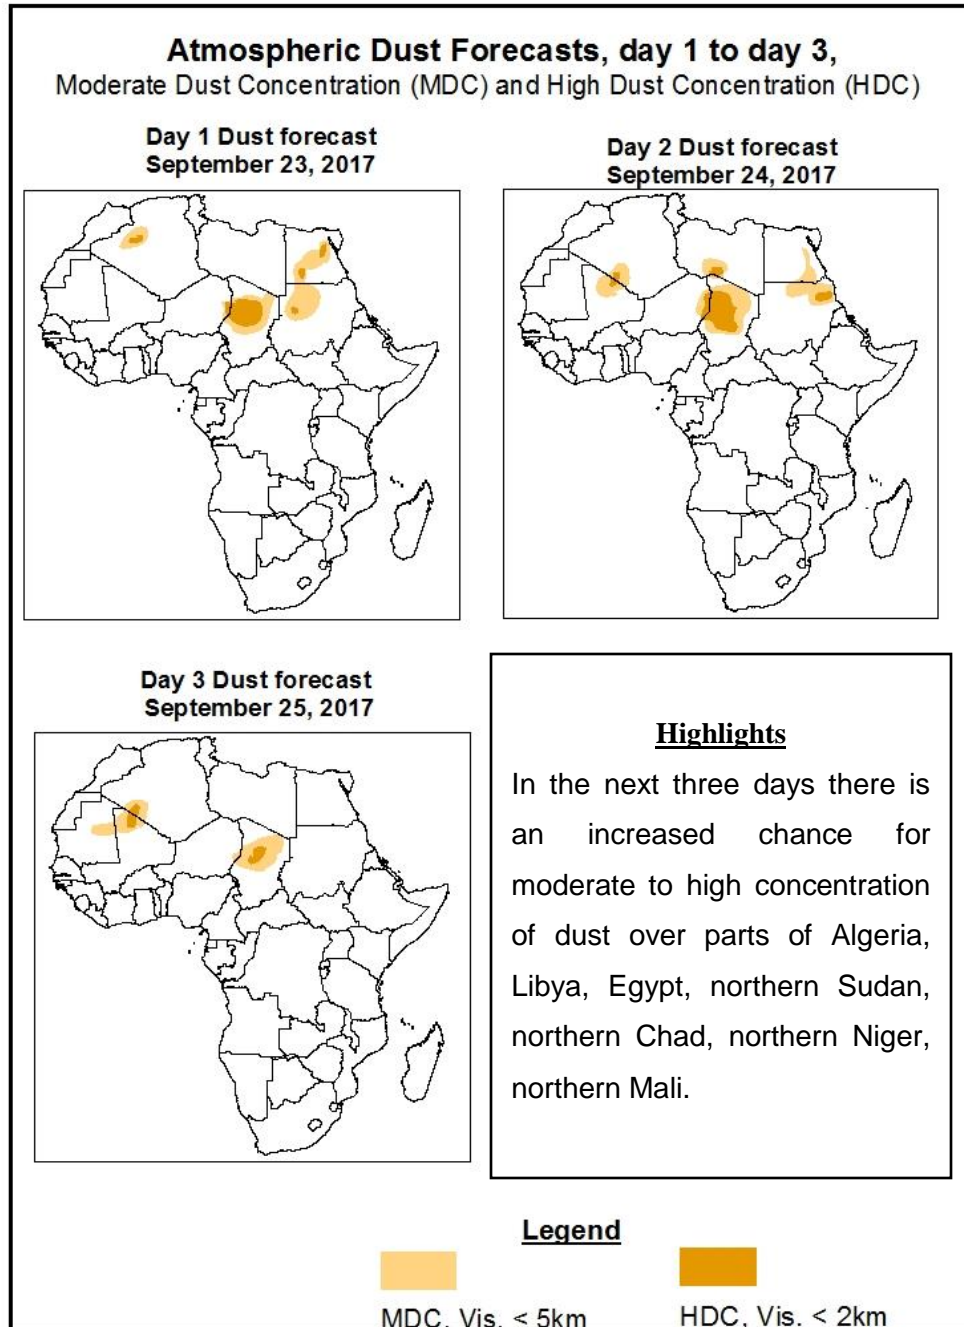 Atmospheric Dust Forecasts, day 1 to day 3,
Moderate Dust Concentration (MDC) and High Dust Concentration (HDC)
Day 1 Dust forecast
September 23, 2017
Day 2 Dust forecast
September 24, 2017
Day 3 Dust forecast
September 25, 2017
Highlights
In the next three days there is
an increased chance for
moderate to high concentration
of dust over parts of Algeria,
Libya, Egypt, northern Sudan,
northern Chad, northern Niger,
northern Mali.
Legend
MDC, Vis. < 5km
HDC, Vis. < 2km